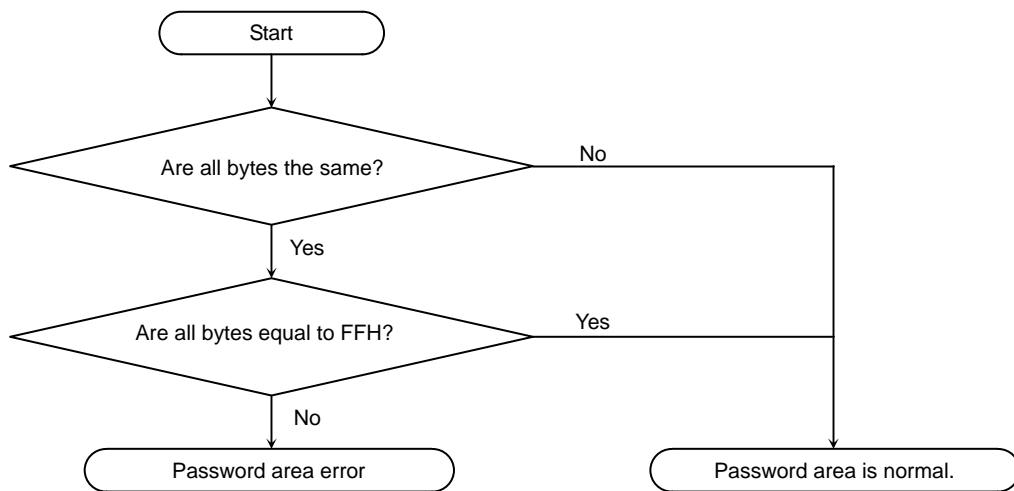 Start
Are all bytes the same?
No
Yes
Are all bytes equal to FFH?
Yes
No
Password area error
Password area is normal.